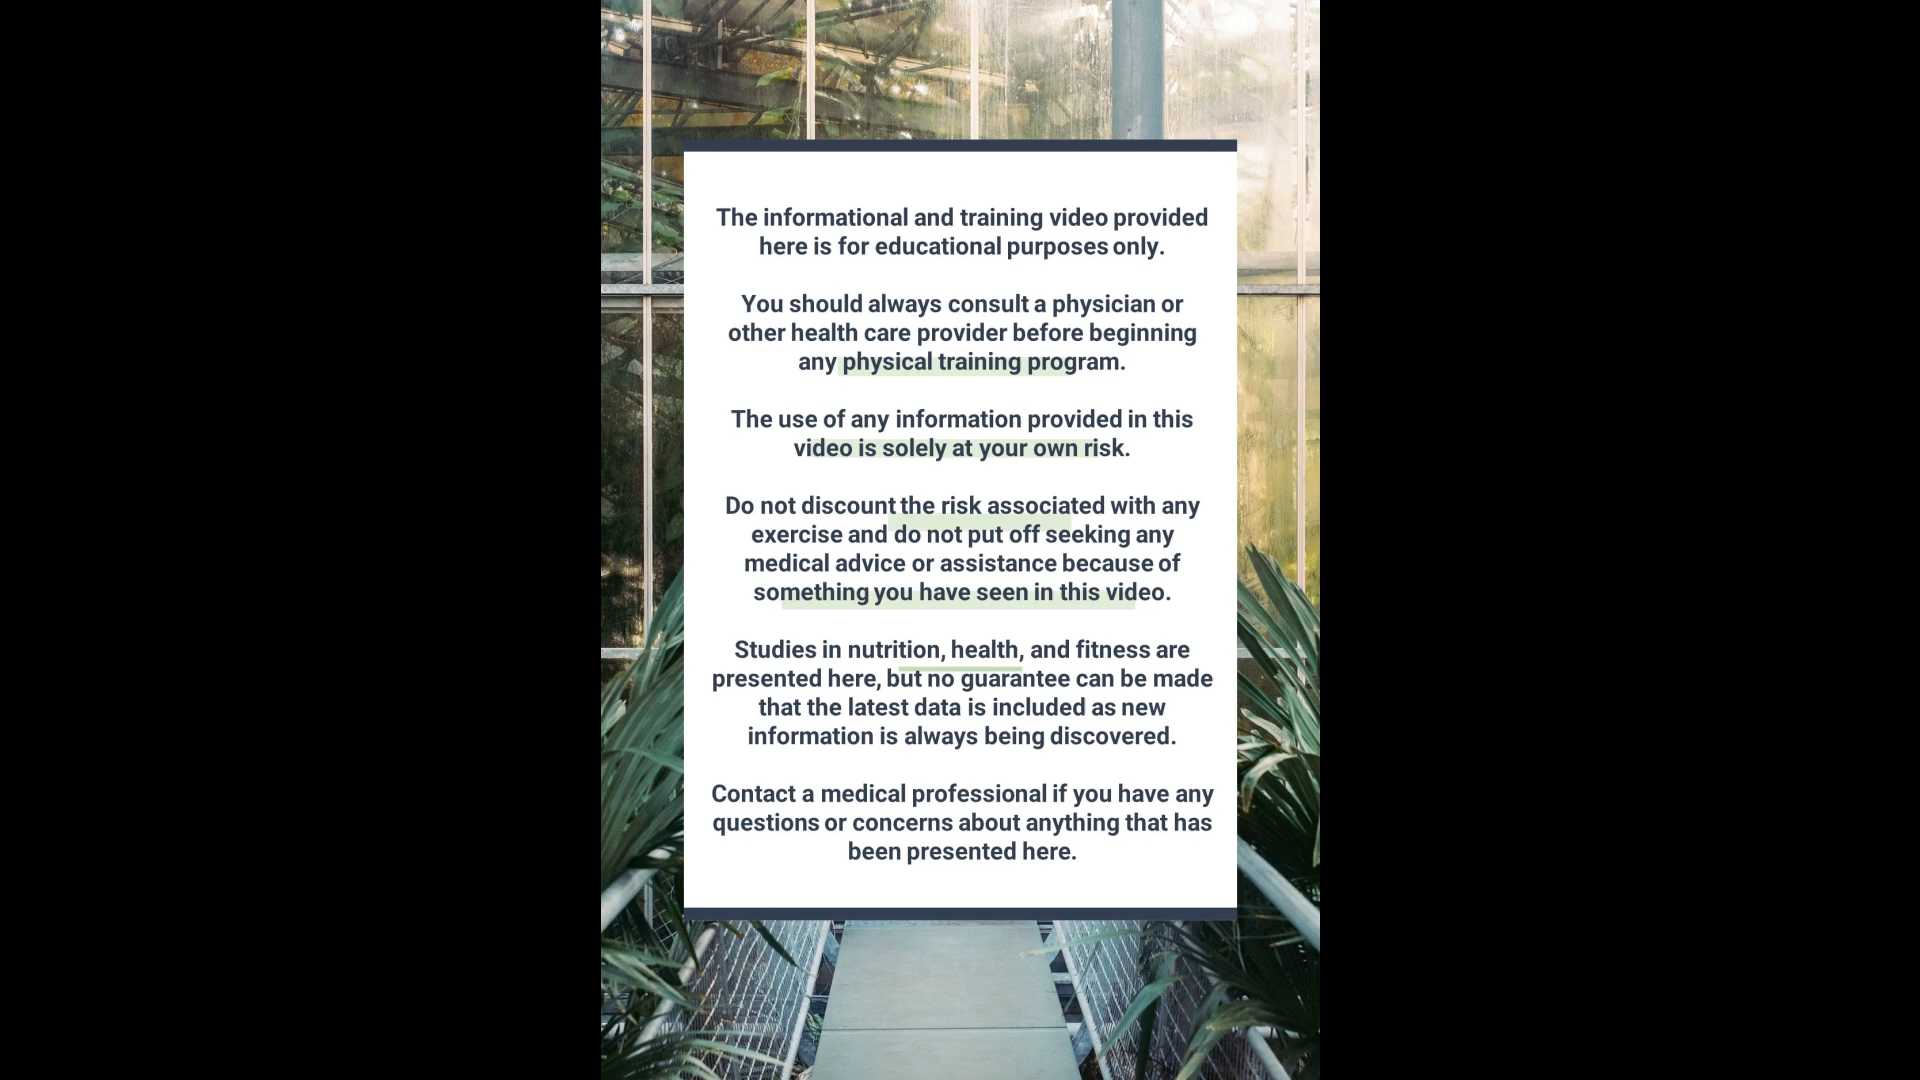 The informational and training video provided
here is for educational purposes only.
You should always consult a physician or
other health care provider before beginning
any physical training program.
The use of any information provided in this
video is solely at your own risk.
Do not discount the risk associated with any
exercise and do not put off seeking any
medical advice or assistance because of
something you have seen in this video.
Studies in nutrition, health, and fitness are
presented here, but no guarantee can be made
that the latest data is included as new
information is always being discovered.
Contact a medical professional if you have any
questions or concerns about anything that has
been presented here.